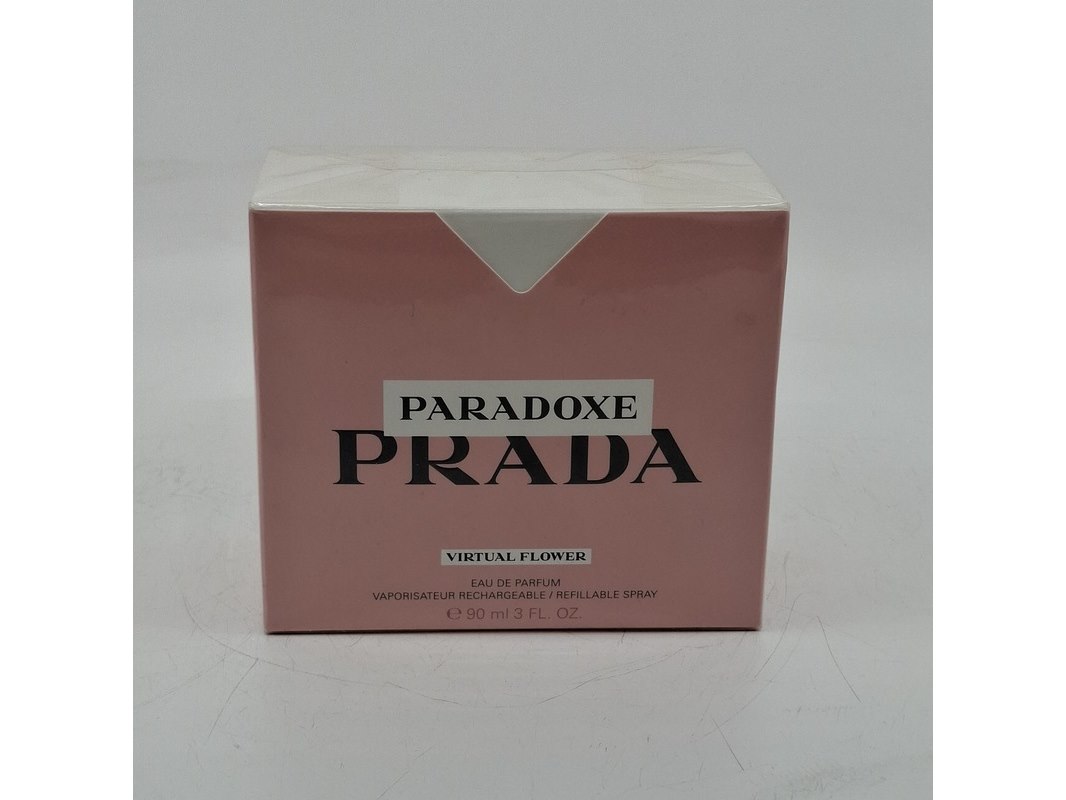 PARADOXE
PRADA
VIRTUAL FLOWER
EAU DE PARFUM
VAPORISATEUR RECHARGEABLE / REFILLABLE SPRAY
℮ 90 ml 3 FL. OZ.